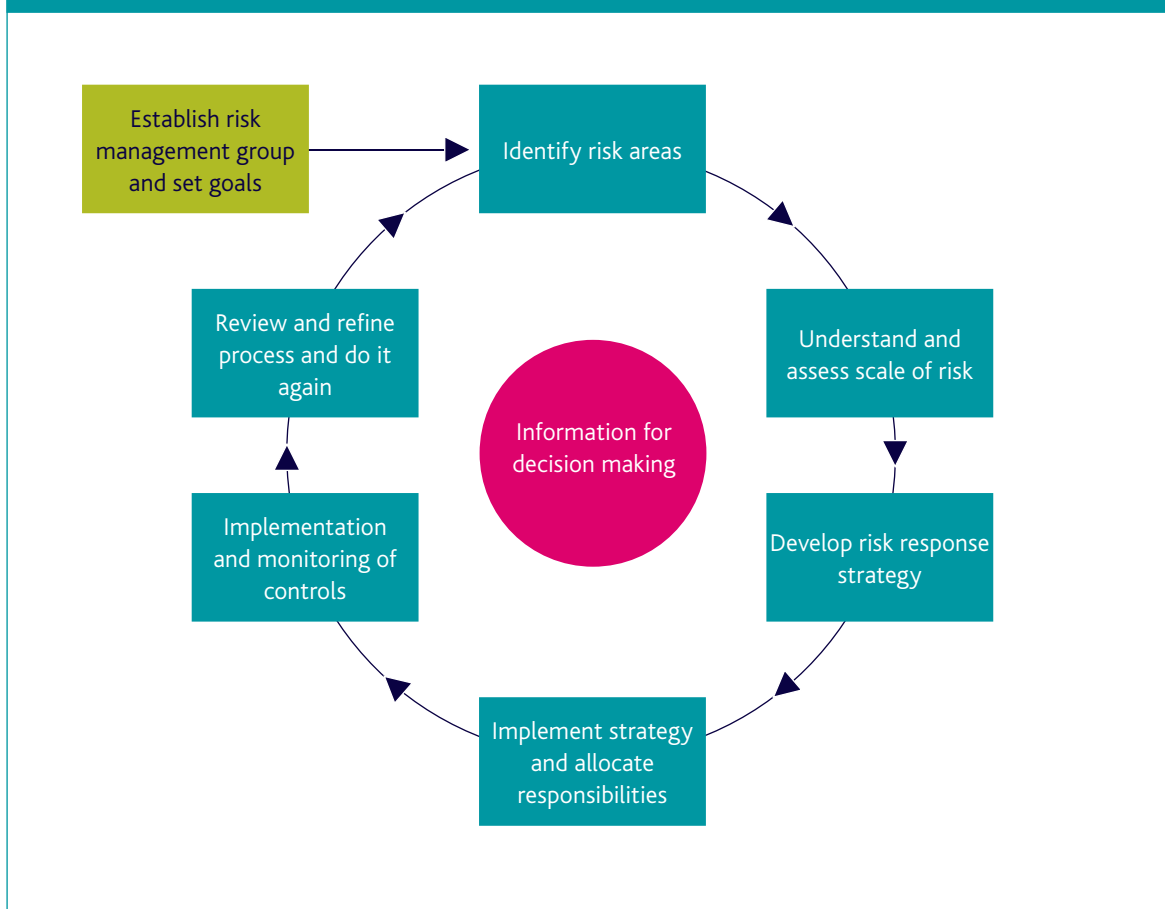 Establish risk
management group
and set goals
Identify risk areas
Understand and
assess scale of risk
Develop risk response
strategy
Implement strategy
and allocate
responsibilities
Implementation
and monitoring of
controls
Review and refine
process and do it
again
Information for
decision making